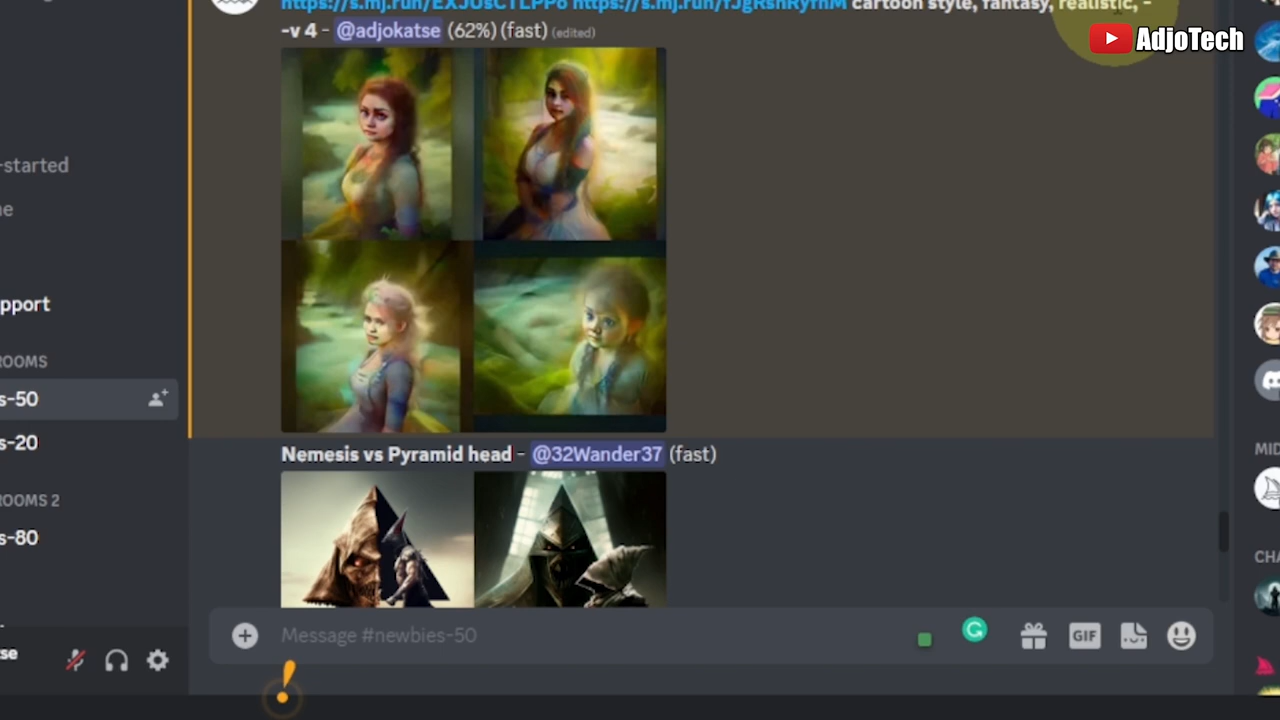 cartoon style, fantasy, realistic, -
-v 4 - @adjokatse (62%) (fast) (edited)
AdjoTech
-started
pport
ROOMS
s-50
s-20
ROOMS 2
s-80
Nemesis vs Pyramid head - @32Wander37 (fast)
MID
CHA
Message #newbies-50
GIF
se